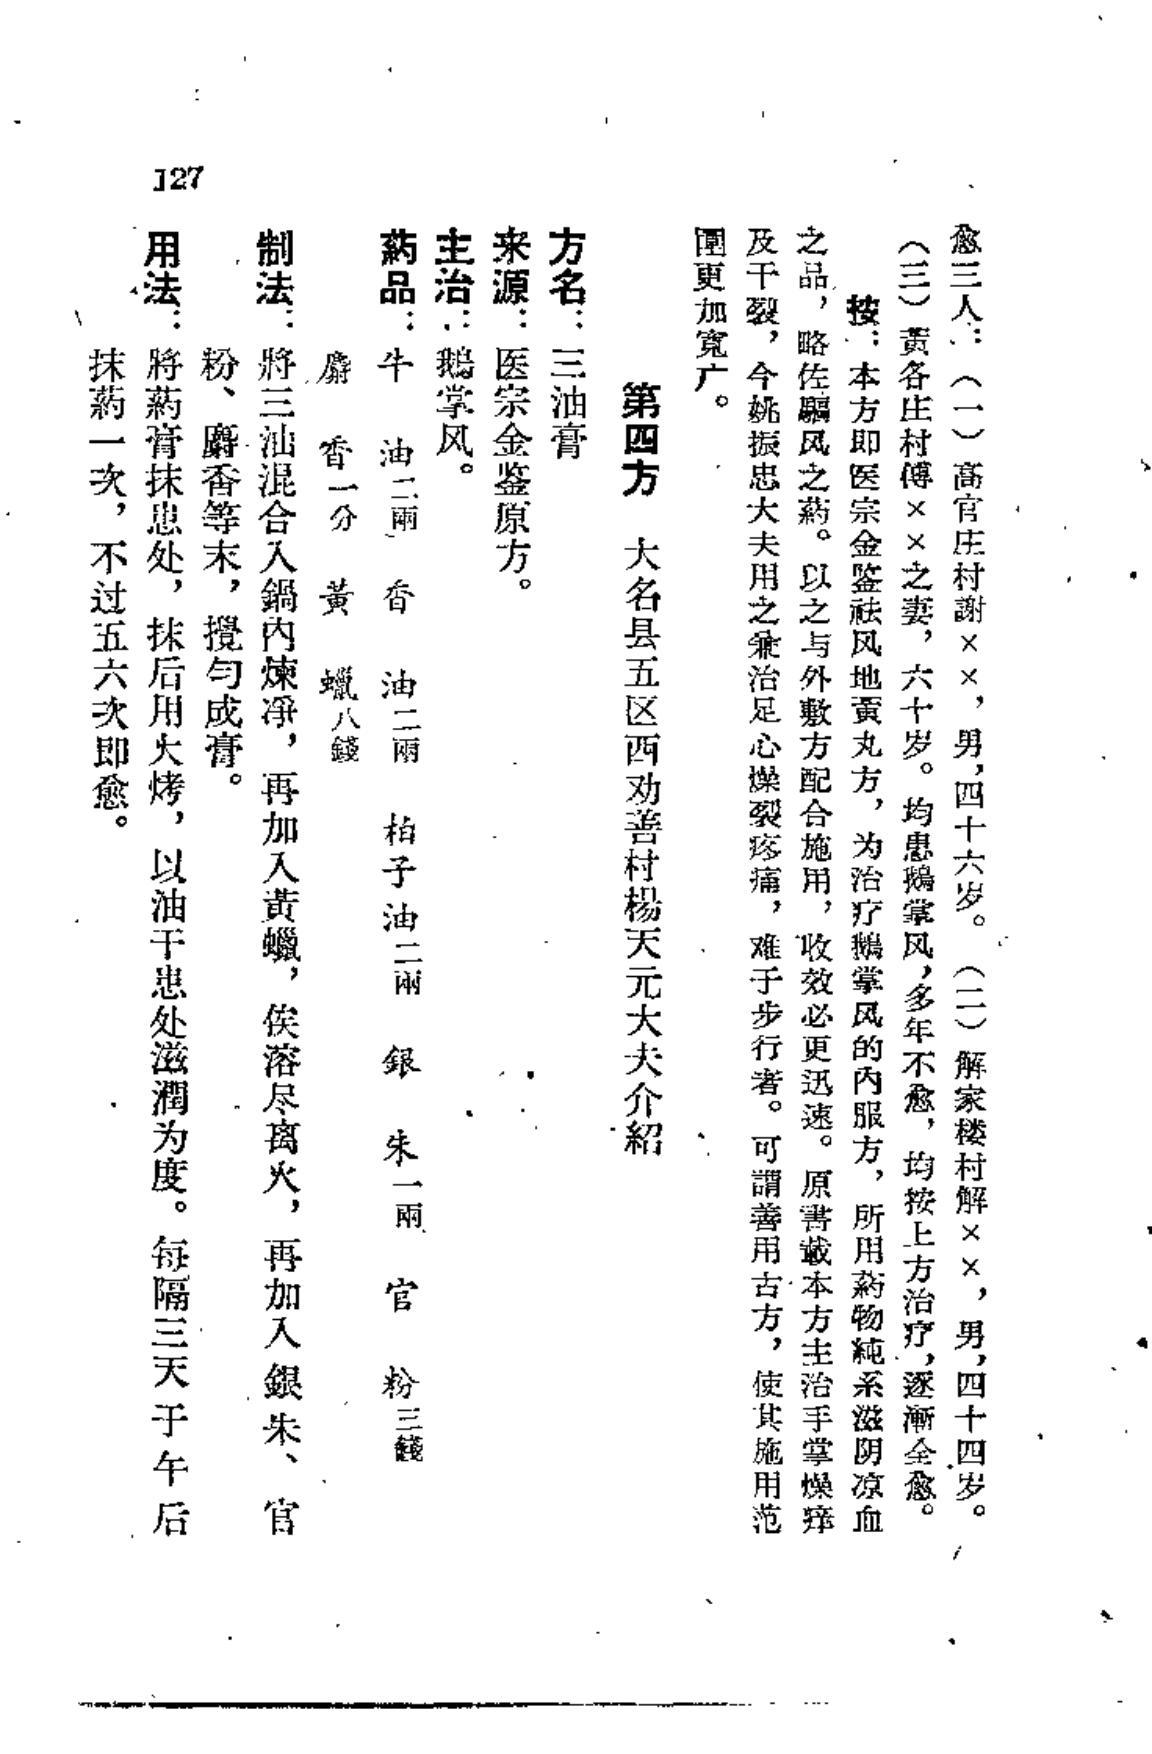 愈三人：（一）高官庄村謝××，男，四十六岁。（二）解家楼村解××，男，四十四岁。
（三）黃各庄村傅××之妻，六十岁。均患鵝掌风，多年不愈，均按上方治疗，逐漸全愈。
按：本方即医宗金鉴祛风地黃丸方，为治疗鵝掌风的内服方，所用药物純系滋阴凉血
之品，略佐驅风之药。以之与外敷方配合施用，收效必更迅速。原書載本方主治手掌燥痒
及干裂，今姚振忠大夫用之兼治足心燥裂疼痛，难于步行者。可謂善用古方，使其施用范
圍更加寬广。
第四方　大名县五区西劝善村楊天元大夫介紹
方名：三油膏
来源：医宗金鉴原方。
主治：鵝掌风。
药品：牛油二兩　香油二兩　柏子油二兩　銀朱一兩　官粉三錢
麝香一分　黃蠟八錢
制法：將三油混合入鍋內煉凈，再加入黃蠟，俟溶尽离火，再加入銀朱、官
粉、麝香等末，攪匀成膏。
用法：將药膏抹患处，抹后用火烤，以油干患处滋潤为度。每隔三天于午后
抹药一次，不过五六次即愈。
127